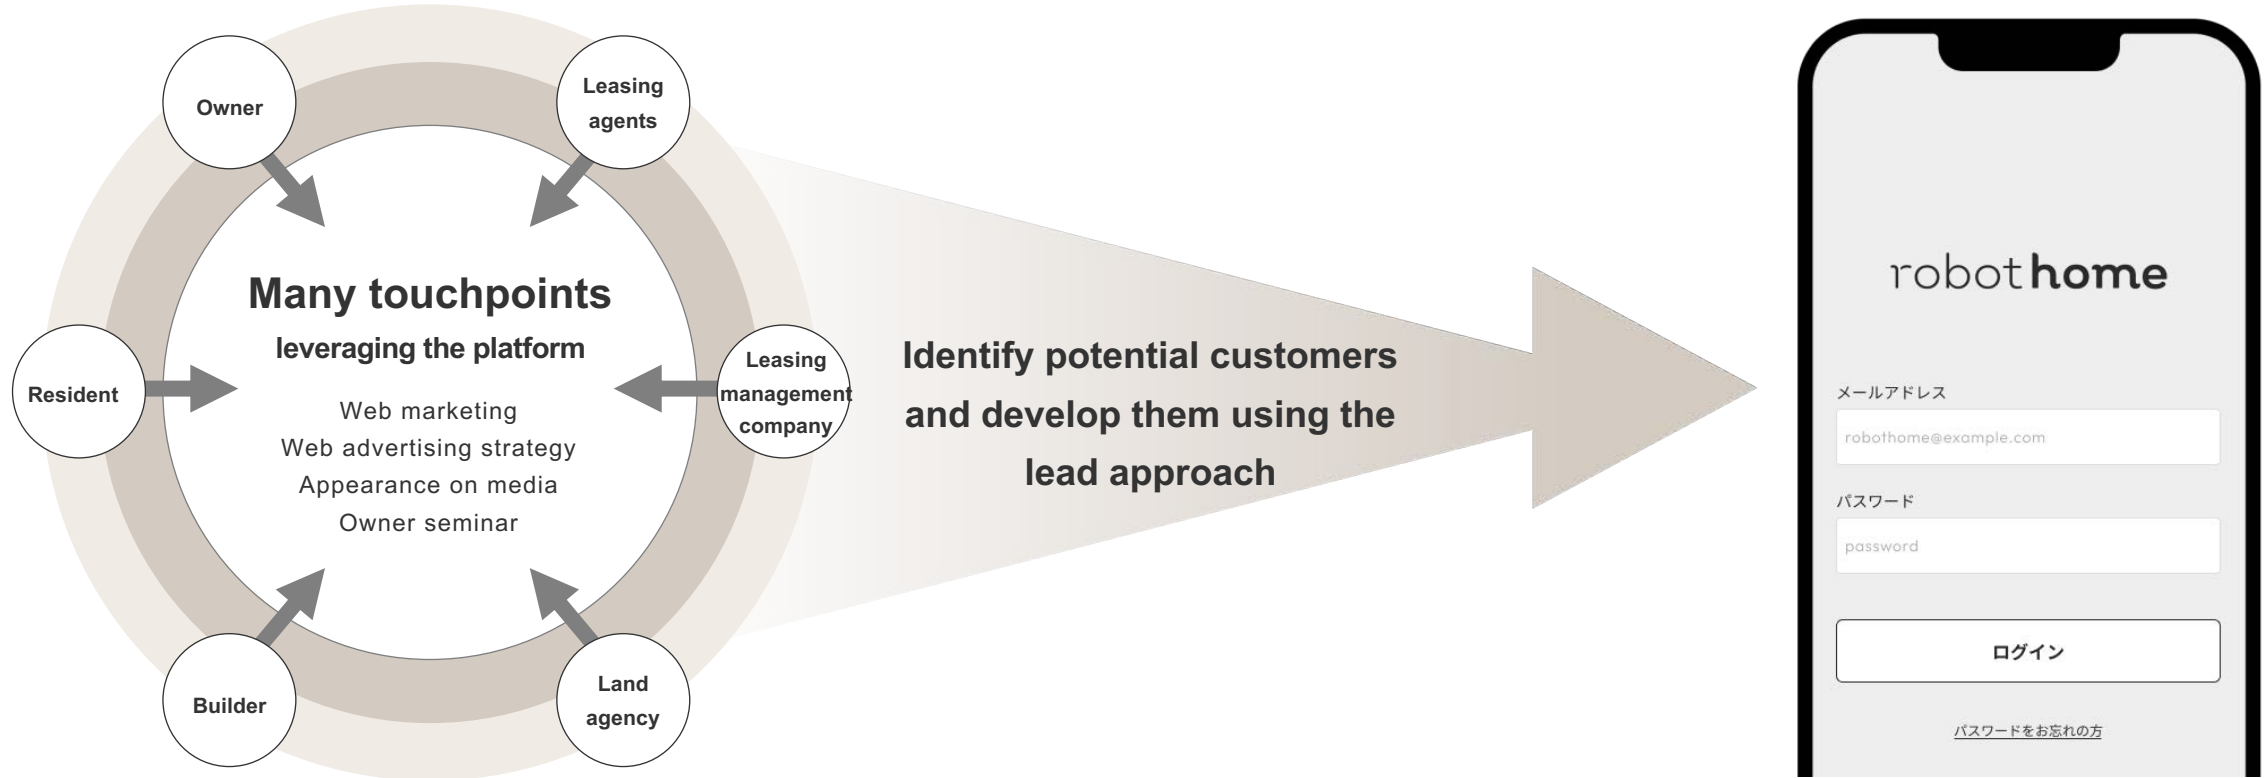 Owner
Leasing
agents
Many touchpoints
leveraging the platform
Resident
Leasing
management
company
Web marketing
Web advertising strategy
Appearance on media
Owner seminar
Builder
Land
agency
Identify potential customers
and develop them using the
lead approach
robot home
メールアドレス
robothome@example.com
パスワード
password
ログイン
パスワードをお忘れの方